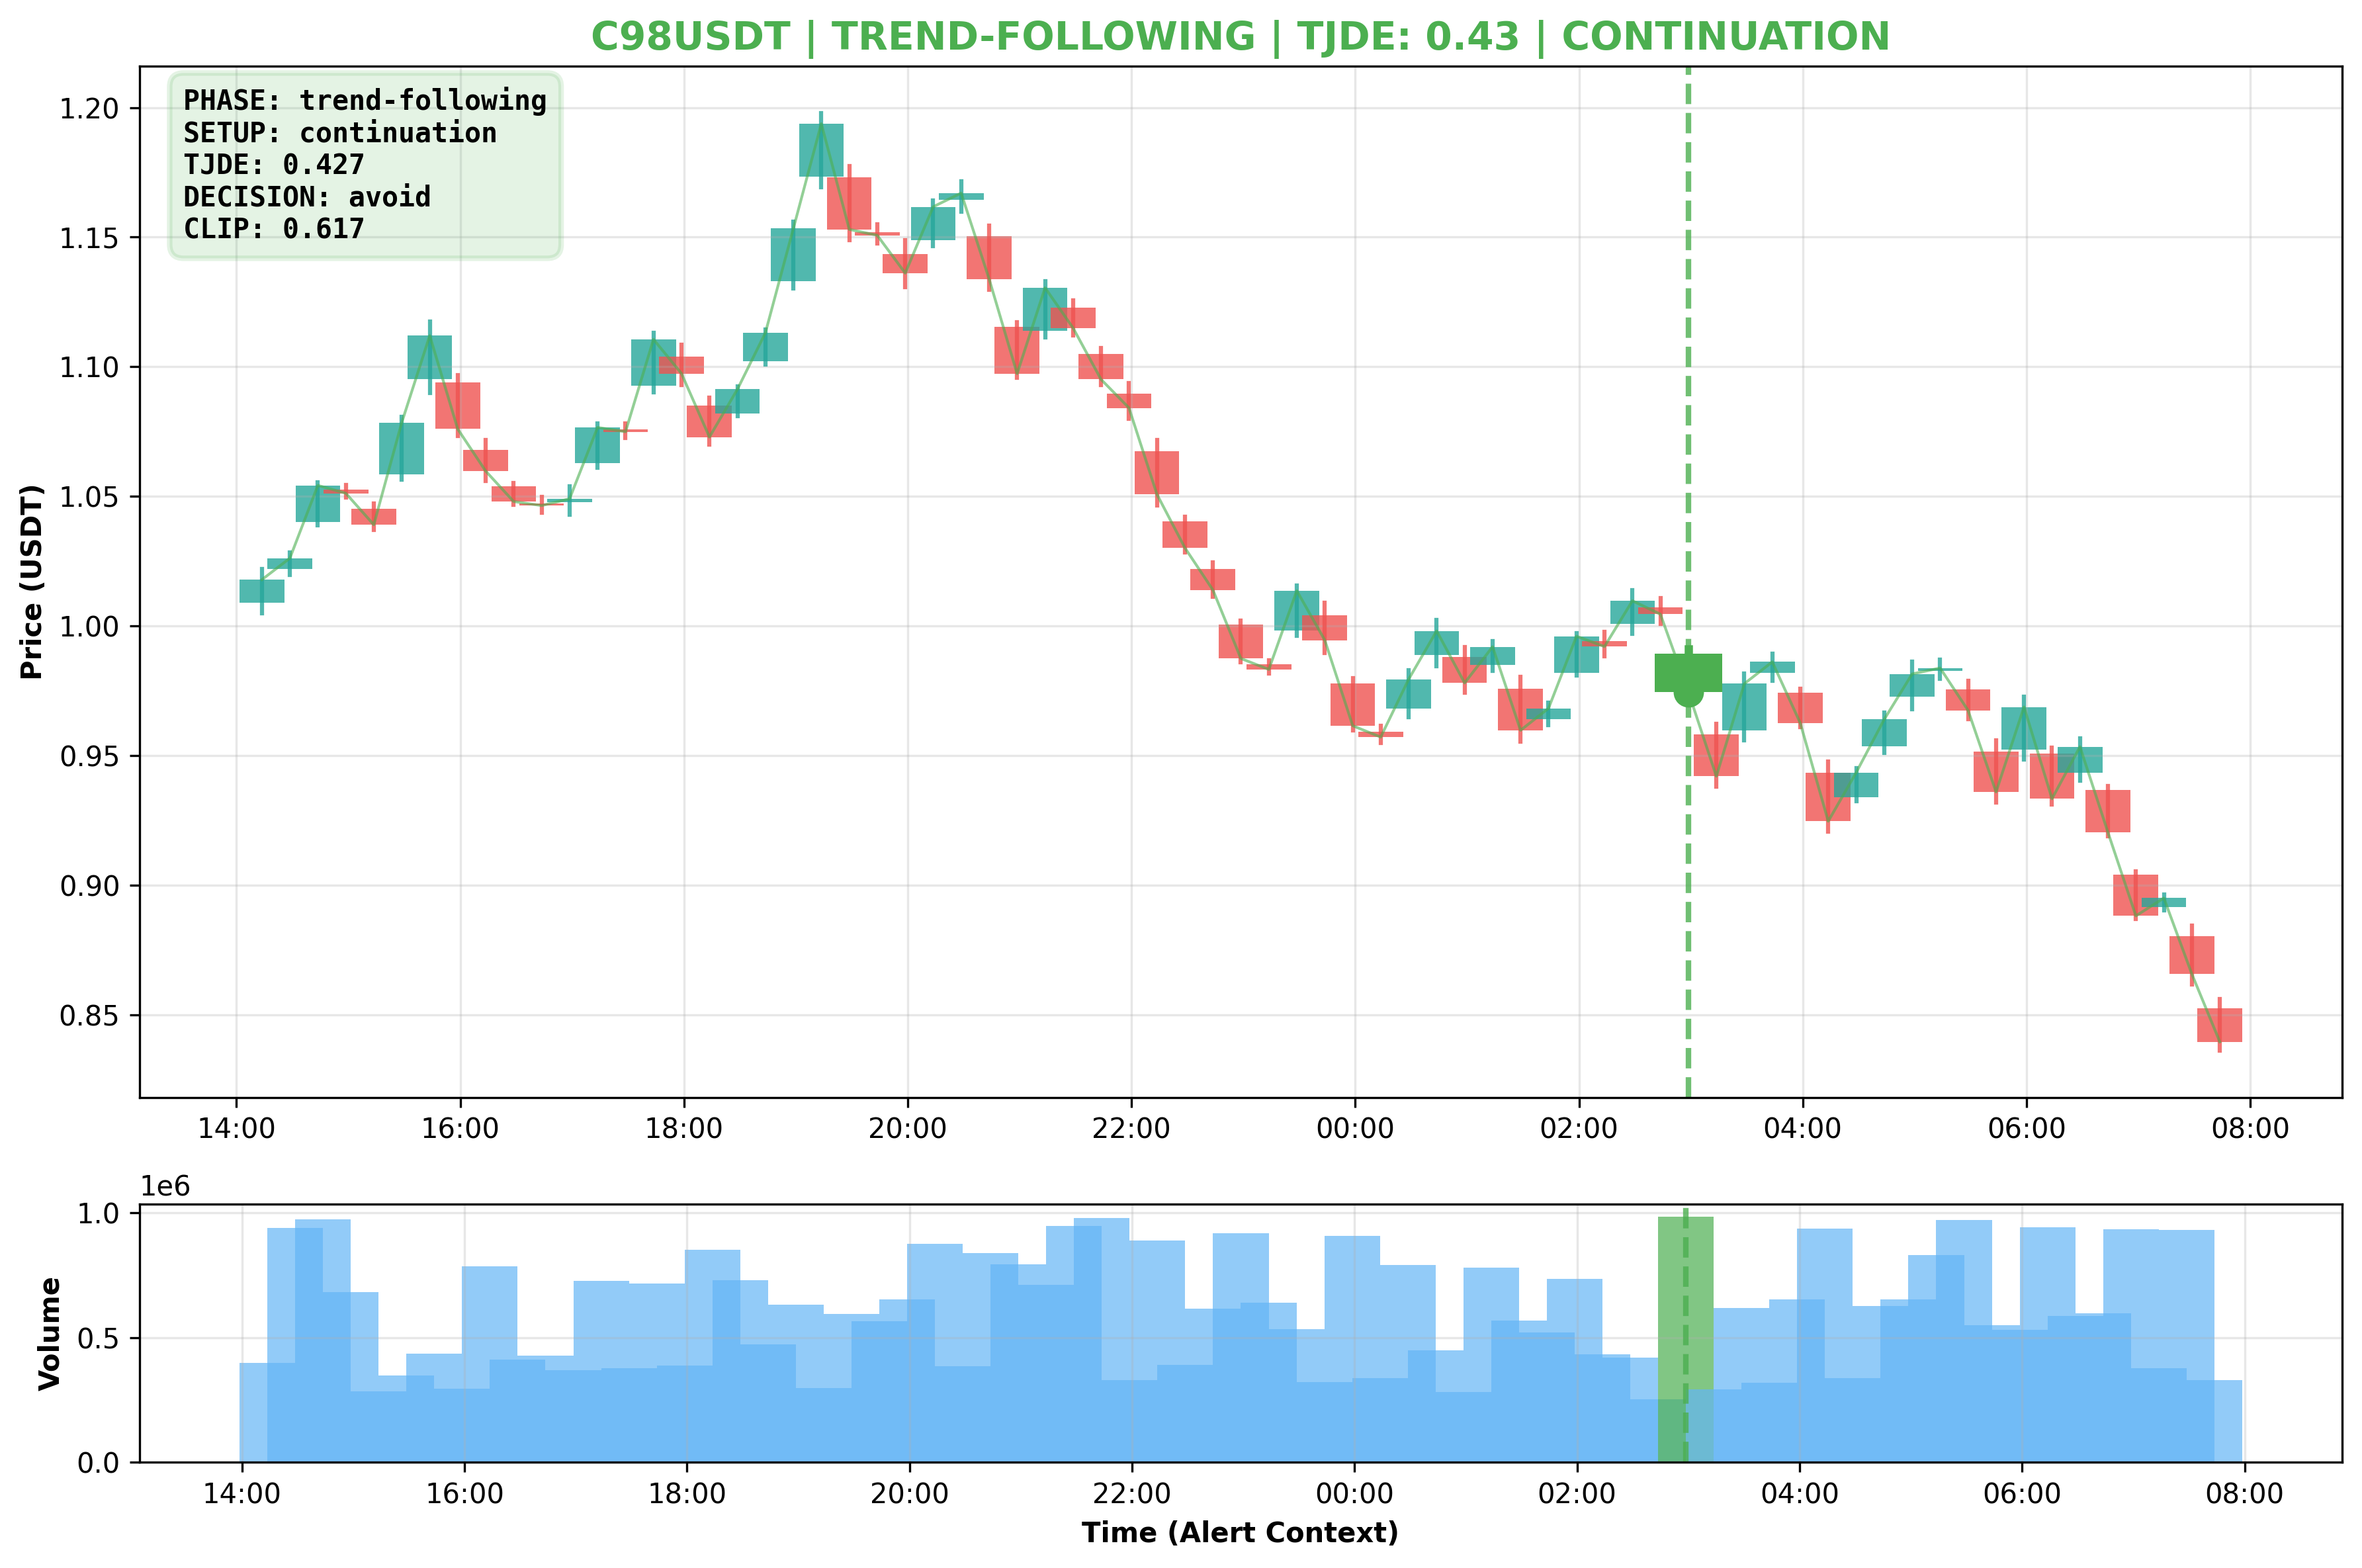 C98USDT | TREND-FOLLOWING | TJDE: 0.43 | CONTINUATION
PHASE: trend-following
SETUP: continuation
TJDE: 0.427
DECISION: avoid
CLIP: 0.617
Price (USDT)
1.20
1.15
1.10
1.05
1.00
0.95
0.90
0.85
14:00 16:00 18:00 20:00 22:00 00:00 02:00 04:00 06:00 08:00
1e6
Volume
1.0
0.5
0.0
14:00 16:00 18:00 20:00 22:00 00:00 02:00 04:00 06:00 08:00
Time (Alert Context)